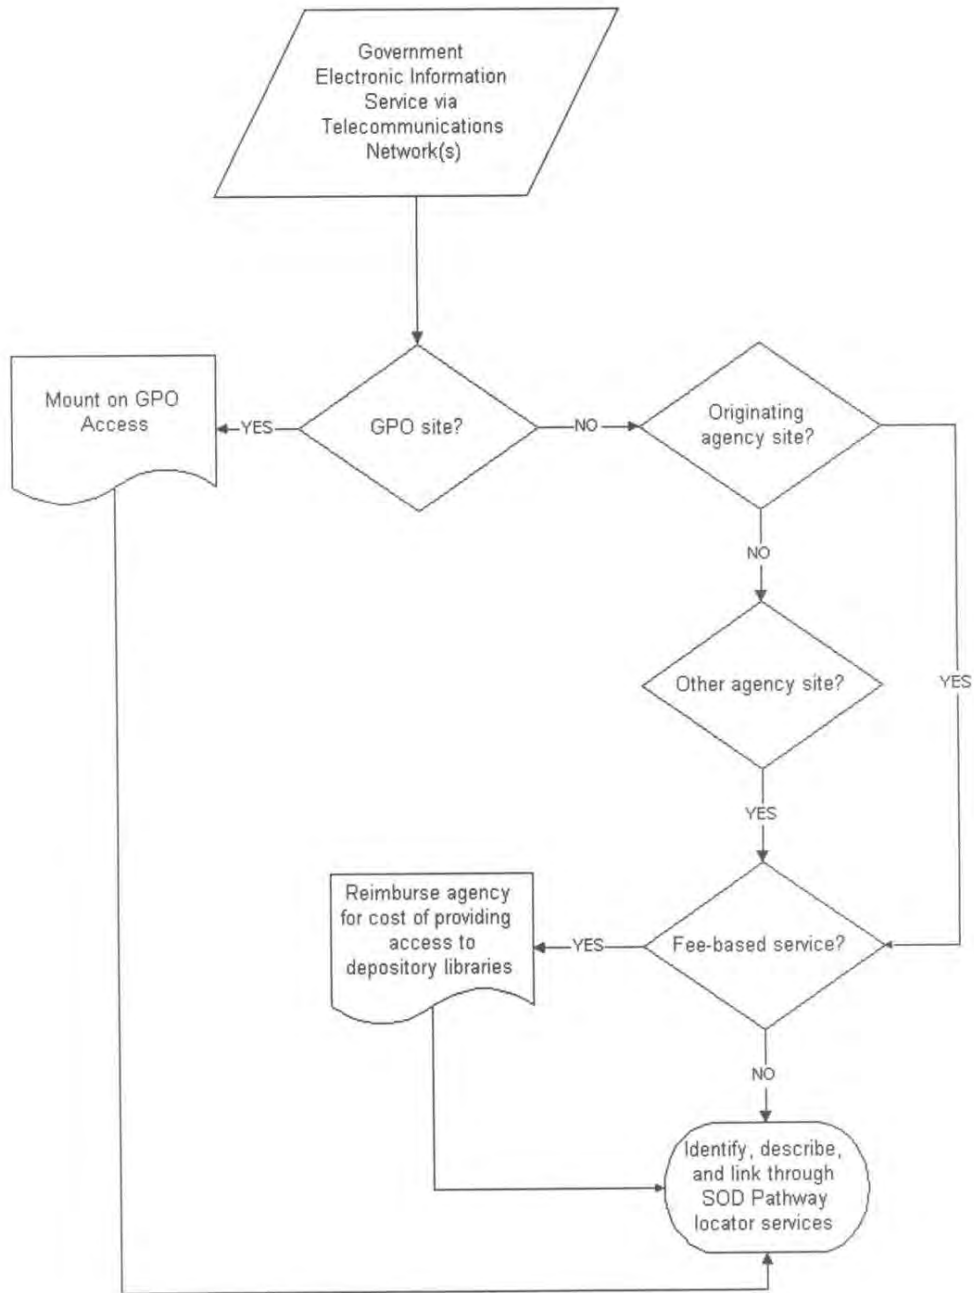 Government
Electronic Information
Service via
Telecommunications
Network(s)
Mount on GPO
Access
YES
GPO site?
NO
Originating
agency site?
NO
Other agency site?
YES
YES
Reimburse agency
for cost of providing
access to
depository libraries
YES
Fee-based service?
NO
Identify, describe,
and link through
SOD Pathway
locator services